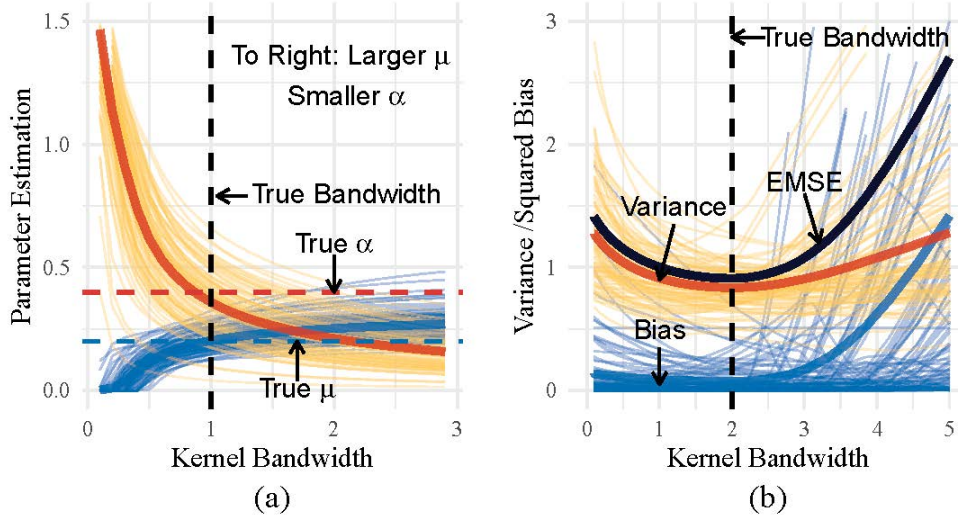 1.5
1.0
0.5
0.0
Parameter Estimation
To Right: Larger μ
Smaller α
True Bandwidth
True α
True μ
0
1
2
3
Kernel Bandwidth
(a)
3
2
1
0
Variance /Squared Bias
True Bandwidth
EMSE
Variance
Bias
0
1
2
3
4
5
Kernel Bandwidth
(b)